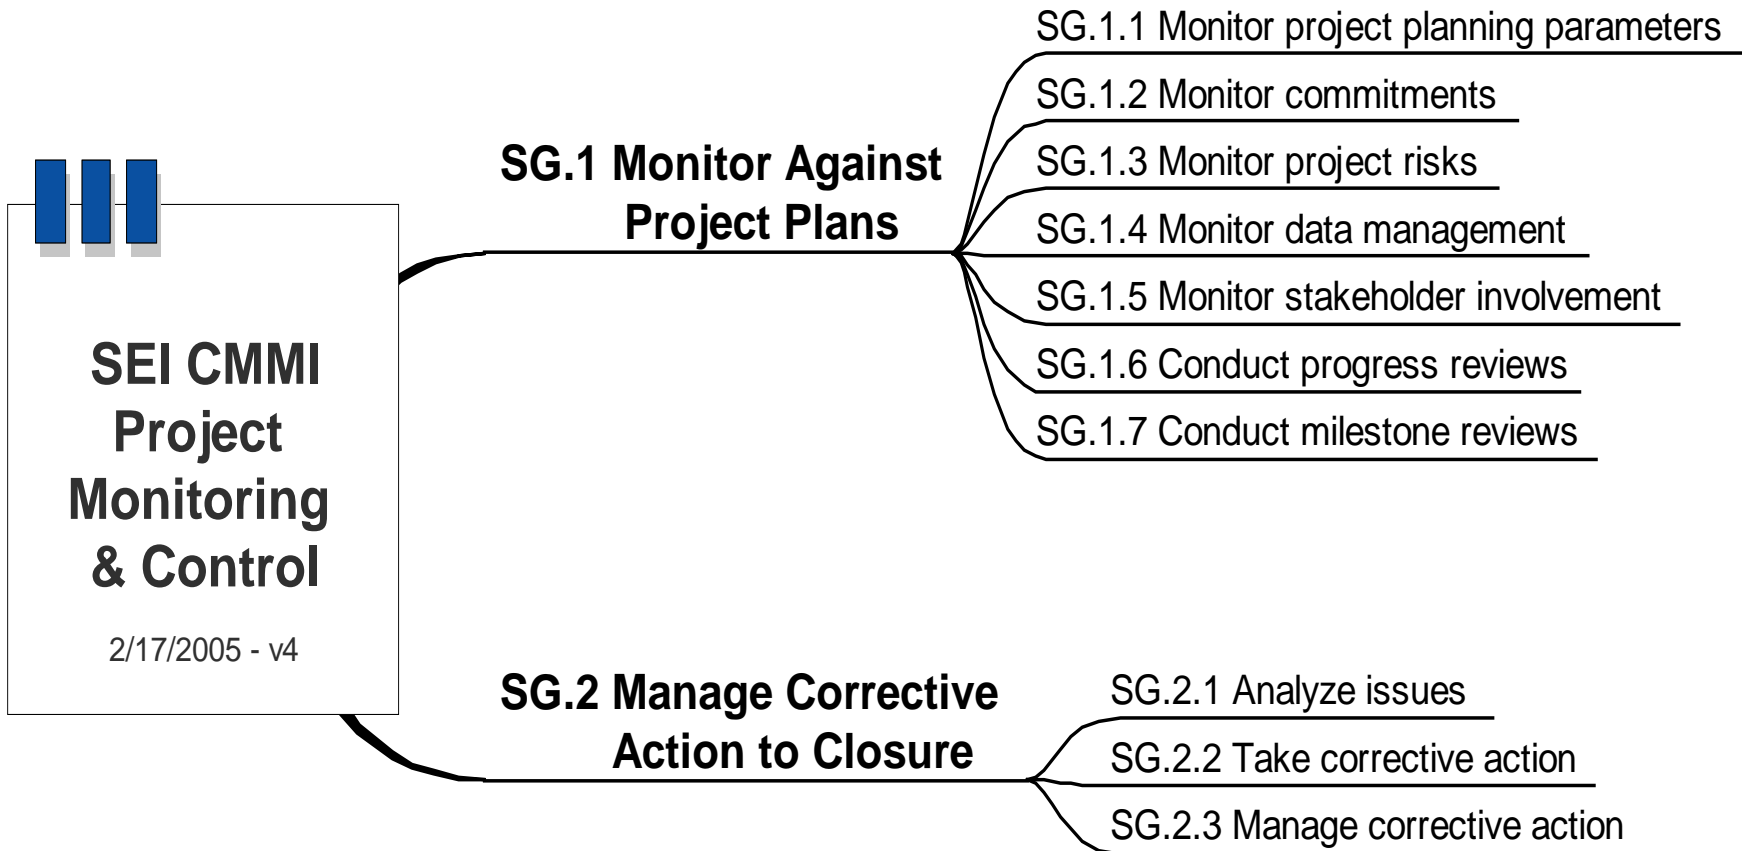 SEI CMMI
Project
Monitoring
& Control
2/17/2005 - v4
SG.1 Monitor Against
Project Plans
SG.1.1 Monitor project planning parameters
SG.1.2 Monitor commitments
SG.1.3 Monitor project risks
SG.1.4 Monitor data management
SG.1.5 Monitor stakeholder involvement
SG.1.6 Conduct progress reviews
SG.1.7 Conduct milestone reviews
SG.2 Manage Corrective
Action to Closure
SG.2.1 Analyze issues
SG.2.2 Take corrective action
SG.2.3 Manage corrective action